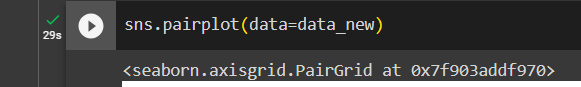 sns.pairplot(data=data_new)
29s
<seaborn.axisgrid.PairGrid at 0x7f903addf970>